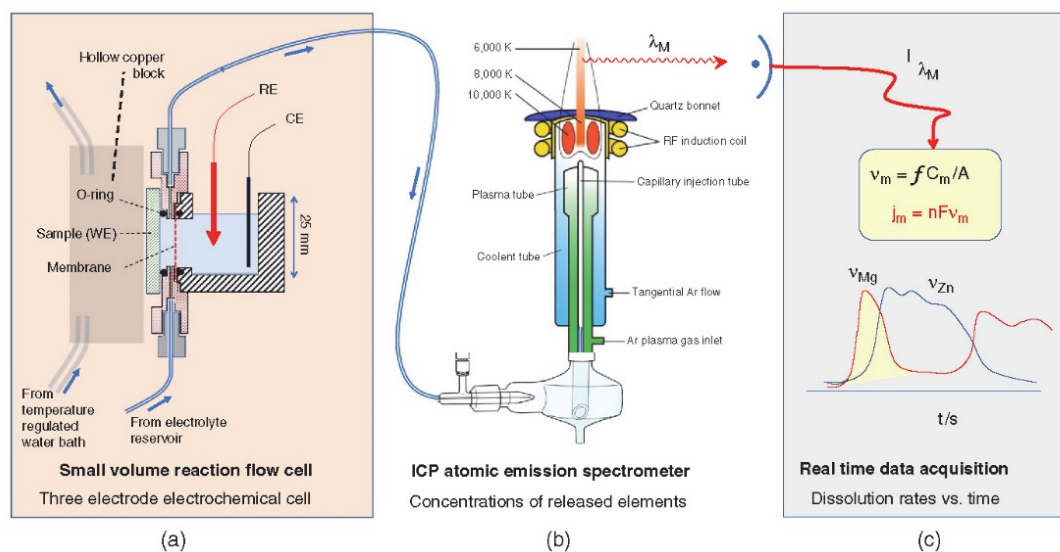 Hollow copper
block
RE
CE
O-ring
Sample (WE)
Membrane
25 mm
From
temperature
regulated
water bath
From electrolyte
reservoir
Small volume reaction flow cell
Three electrode electrochemical cell
(a)
6,000 K
8,000 K
10,000 K
λM
Quartz bonnet
RF induction coil
Capillary injection tube
Plasma tube
Coolent tube
Tangential Ar flow
Ar plasma gas inlet
ICP atomic emission spectrometer
Concentrations of released elements
(b)
I λM
νm = f Cm/A
jm = nFνm
νMg
νZn
t/s
Real time data acquisition
Dissolution rates vs. time
(c)